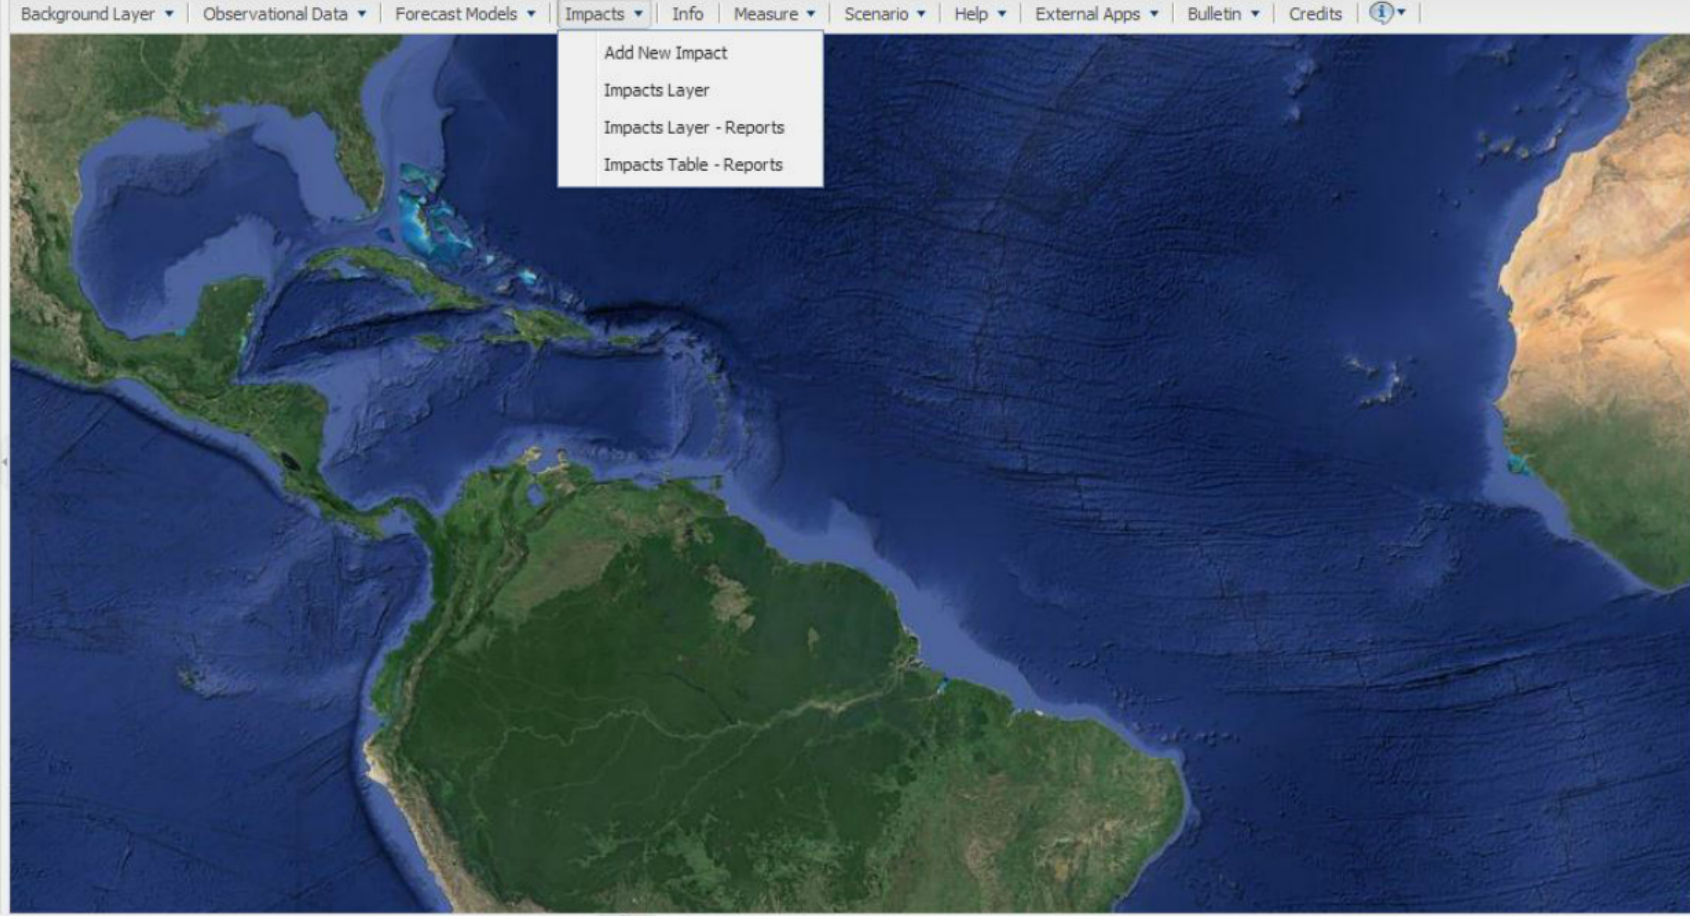 Background Layer Observational Data Forecast Models Impacts Info Measure Scenario Help External Apps Bulletin Credits
Add New Impact
Impacts Layer
Impacts Layer - Reports
Impacts Table - Reports